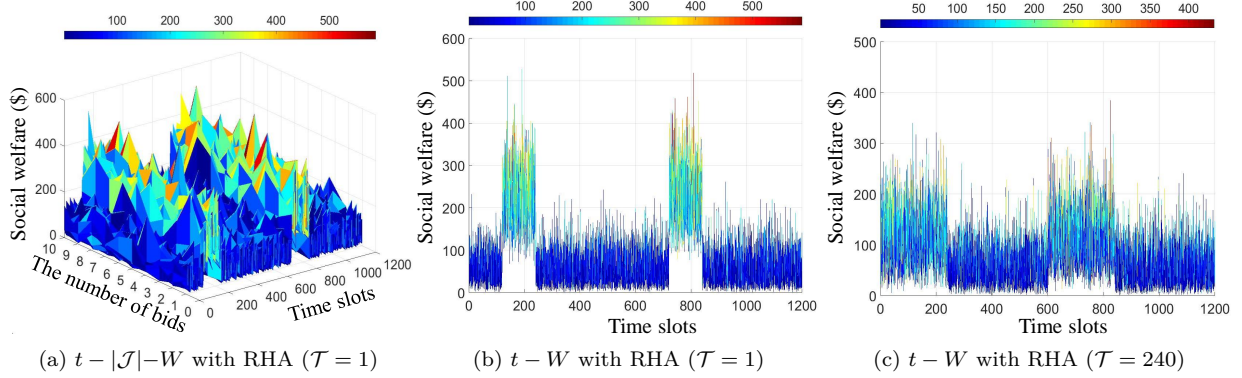 100 200 300 400 500
600
400
200
0
Social welfare ($)
10 9 8 7 6 5 4 3 2 1 0
The number of bids
0 200 400 600 800 1000 1200
Time slots
(a) t − |𝒥|−W with RHA (𝒯 = 1)
100 200 300 400 500
600
500
400
300
200
100
0
Social welfare ($)
0 200 400 600 800 1000 1200
Time slots
(b) t − W with RHA (𝒯 = 1)
50 100 150 200 250 300 350 400
500
400
300
200
100
0
Social welfare ($)
0 200 400 600 800 1000 1200
Time slots
(c) t − W with RHA (𝒯 = 240)